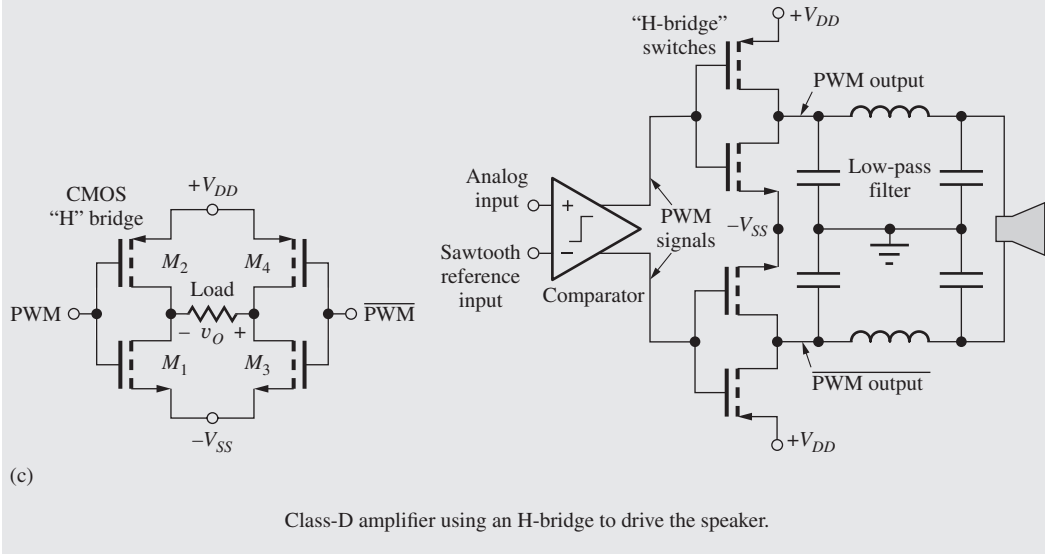 CMOS
"H" bridge
+V_DD
M_2
M_4
Load
PWM
− v_O +
PWM̅
M_1
M_3
−V_SS
(c)
"H-bridge"
switches
+V_DD
PWM output
Analog
input
+
−
Sawtooth
reference
input
Comparator
PWM
signals
−V_SS
Low-pass
filter
P̅W̅M̅ ̅o̅u̅t̅p̅u̅t̅
+V_DD
Class-D amplifier using an H-bridge to drive the speaker.